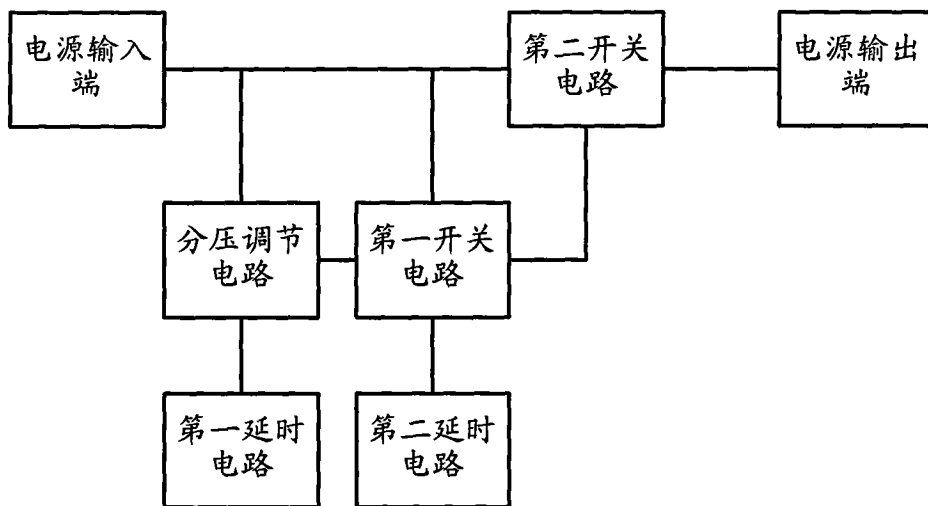 电源输入
端
第二开关
电路
电源输出
端
分压调节
电路
第一开关
电路
第一延时
电路
第二延时
电路